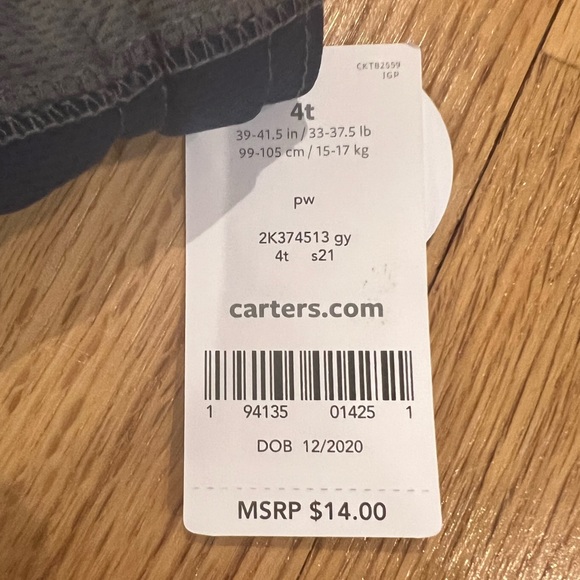 CKT82559
IGP
4t
39-41.5 in / 33-37.5 lb
99-105 cm / 15-17 kg
pw
2K374513 gy
4t s21
carters.com
1 94135 01425 1
DOB 12/2020
MSRP $14.00